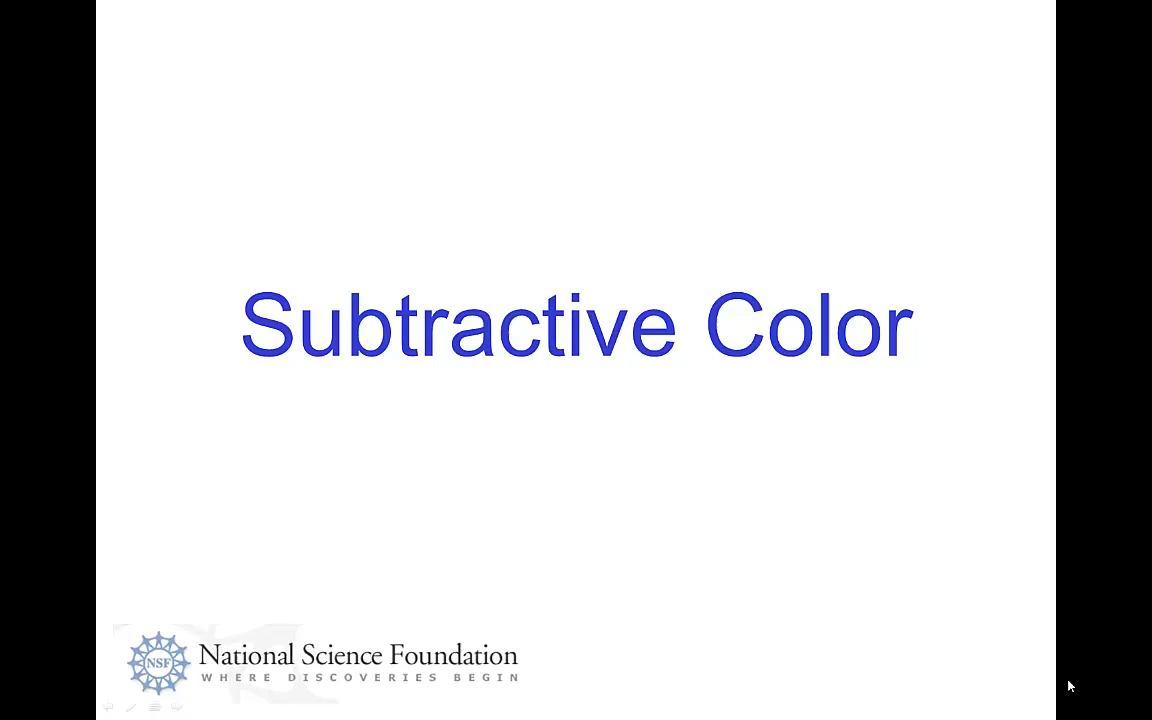 Subtractive Color
NSF
National Science Foundation
WHERE DISCOVERIES BEGIN